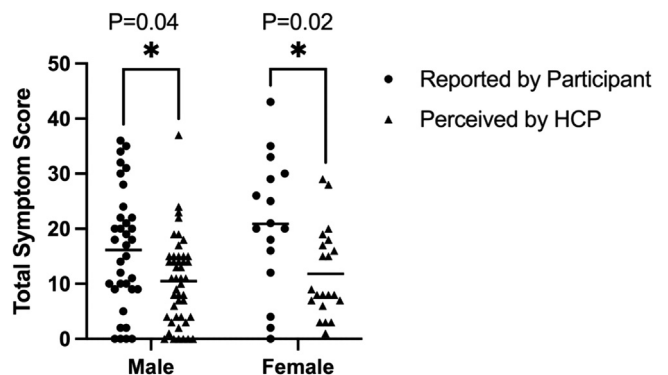 P=0.04 P=0.02
* *
50
40
30
20
10
0
Total Symptom Score
Male Female
Reported by Participant
Perceived by HCP